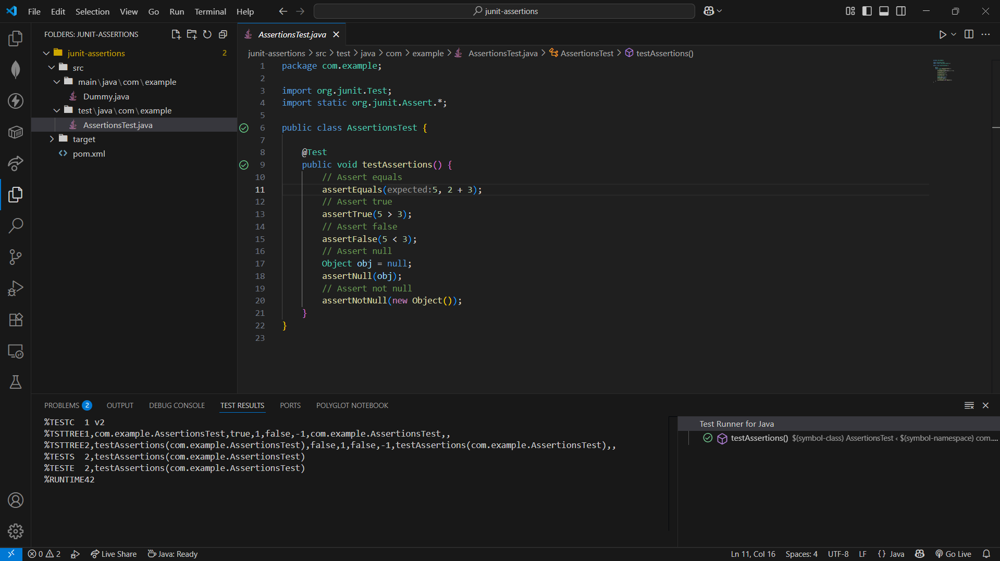 File Edit Selection View Go Run Terminal Help
junit-assertions
FOLDERS: JUNIT-ASSERTIONS
junit-assertions 2
src
main\java\com\example
Dummy.java
test\java\com\example
AssertionsTest.java
target
pom.xml
AssertionsTest.java
junit-assertions > src > test > java > com > example > AssertionsTest.java > AssertionsTest > testAssertions()
1 package com.example;
2
3 import org.junit.Test;
4 import static org.junit.Assert.*;
5
6 public class AssertionsTest {
7
8 @Test
9 public void testAssertions() {
10 // Assert equals
11 assertEquals(expected:5, 2 + 3);
12 // Assert true
13 assertTrue(5 > 3);
14 // Assert false
15 assertFalse(5 < 3);
16 // Assert null
17 Object obj = null;
18 assertNull(obj);
19 // Assert not null
20 assertNotNull(new Object());
21 }
22 }
23
PROBLEMS 2 OUTPUT DEBUG CONSOLE TEST RESULTS PORTS POLYGLOT NOTEBOOK
%TESTC  1 v2
%TSTTREE1,com.example.AssertionsTest,true,1,false,-1,com.example.AssertionsTest,,
%TSTTREE2,testAssertions(com.example.AssertionsTest),false,1,false,-1,testAssertions(com.example.AssertionsTest),,
%TESTS  2,testAssertions(com.example.AssertionsTest)
%TESTE  2,testAssertions(com.example.AssertionsTest)
%RUNTIME42
Test Runner for Java
testAssertions() $(symbol-class) AssertionsTest < $(symbol-namespace) com....
0 2 Live Share Java: Ready Ln 11, Col 16 Spaces: 4 UTF-8 LF {} Java Go Live